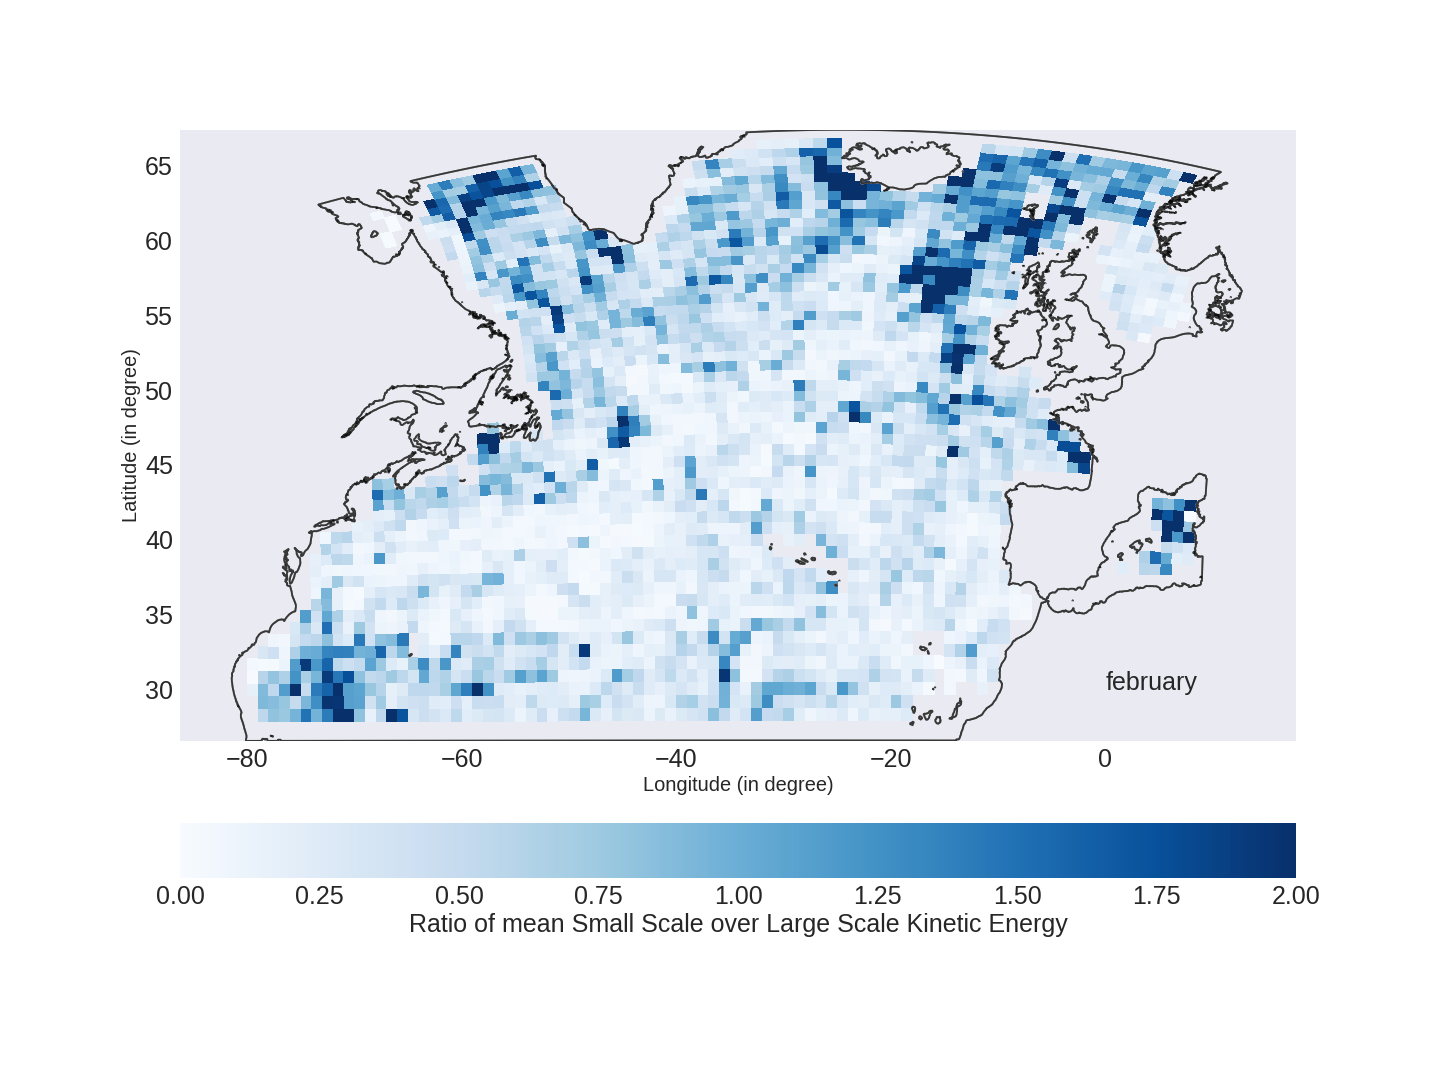 65
60
55
50
45
40
35
30
Latitude (in degree)
february
−80 −60 −40 −20 0
Longitude (in degree)
0.00 0.25 0.50 0.75 1.00 1.25 1.50 1.75 2.00
Ratio of mean Small Scale over Large Scale Kinetic Energy